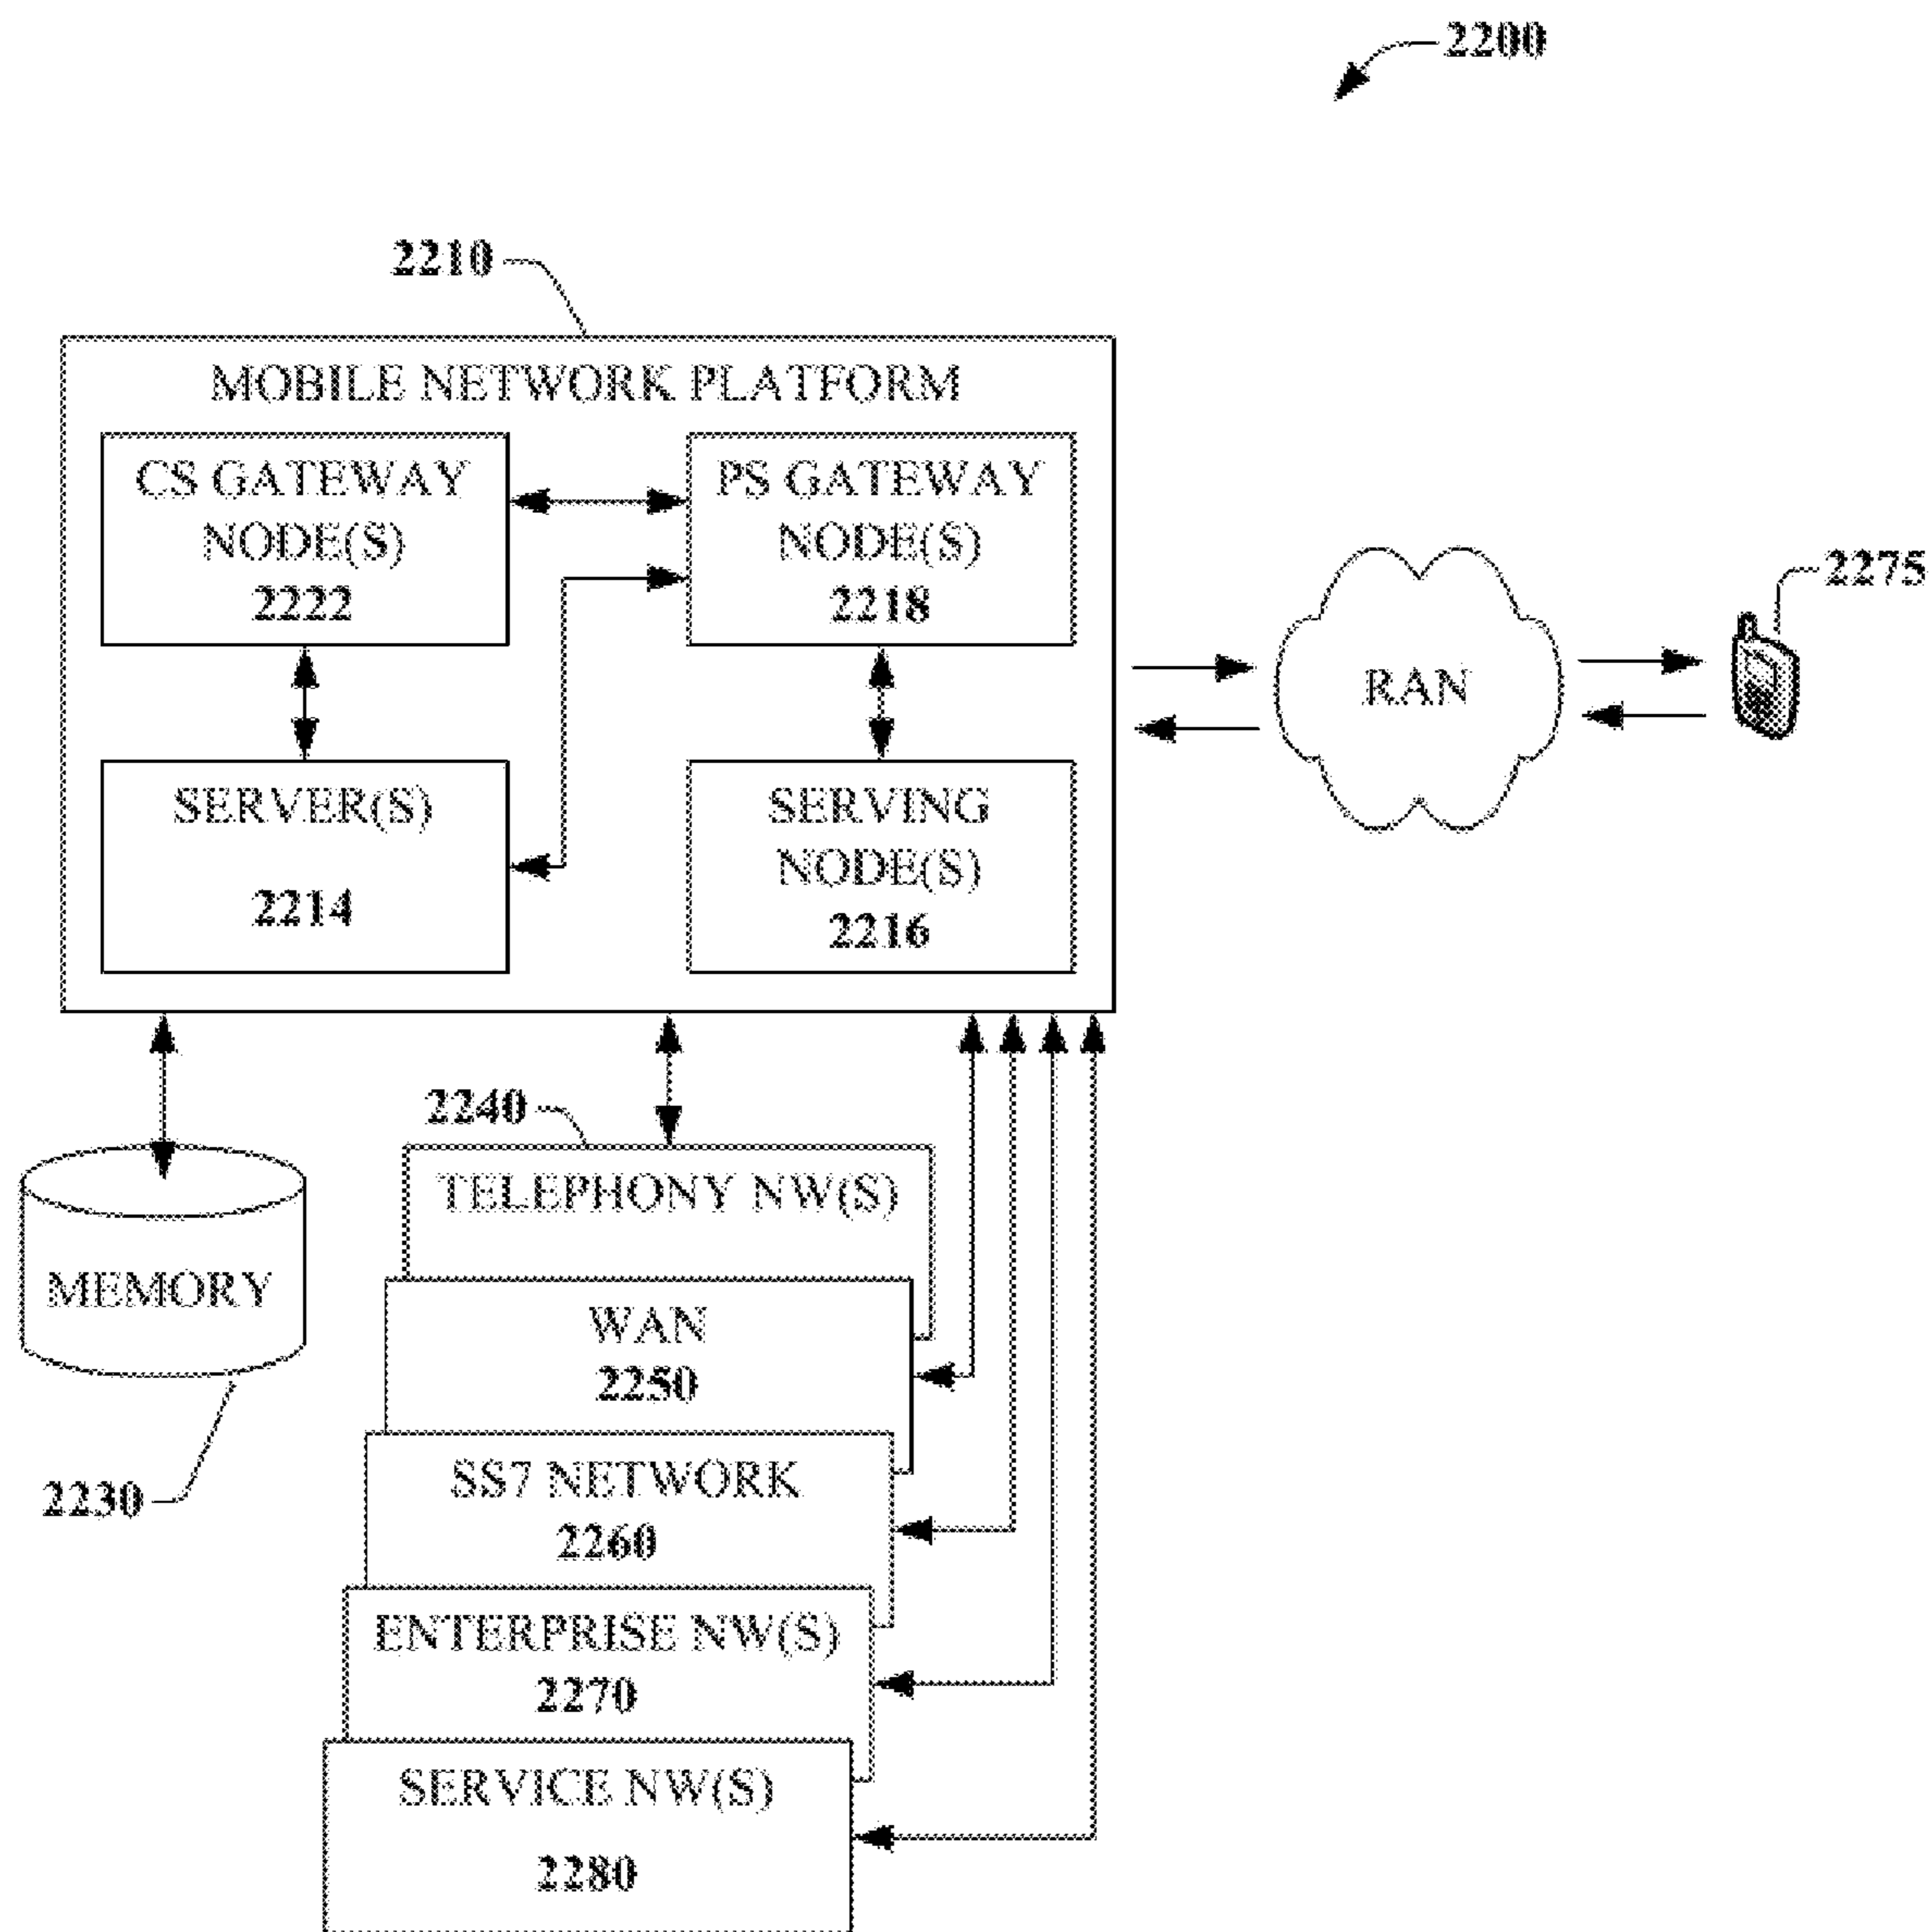 2200
2210
MOBILE NETWORK PLATFORM
CS GATEWAY
NODE(S)
2222
PS GATEWAY
NODE(S)
2218
SERVER(S)
2214
SERVING
NODE(S)
2216
RAN
2275
2240
TELEPHONY NW(S)
MEMORY
2230
WAN
2250
SS7 NETWORK
2260
ENTERPRISE NW(S)
2270
SERVICE NW(S)
2280